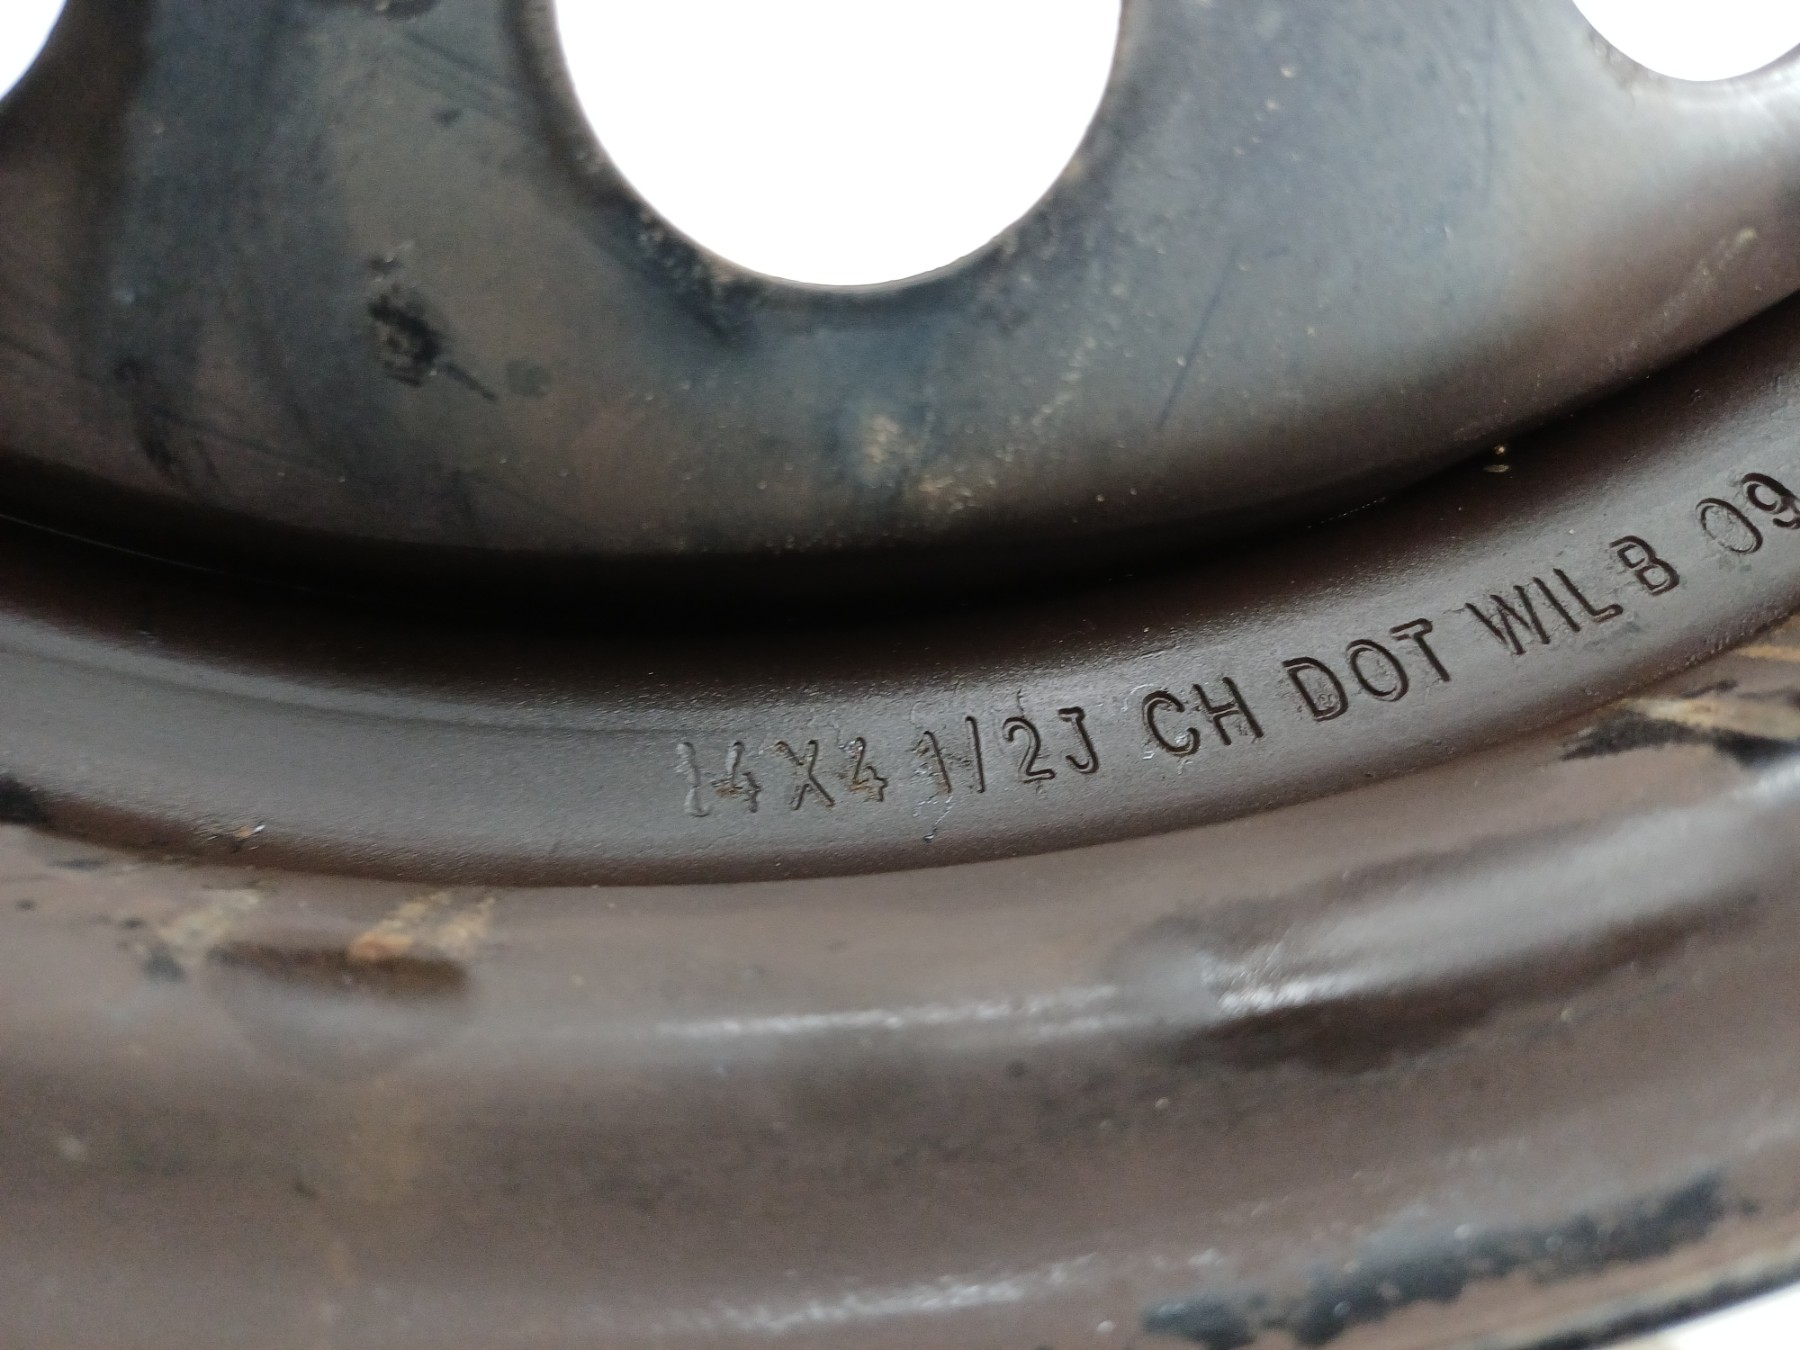 14X4 1/2J CH DOT WIL B 09